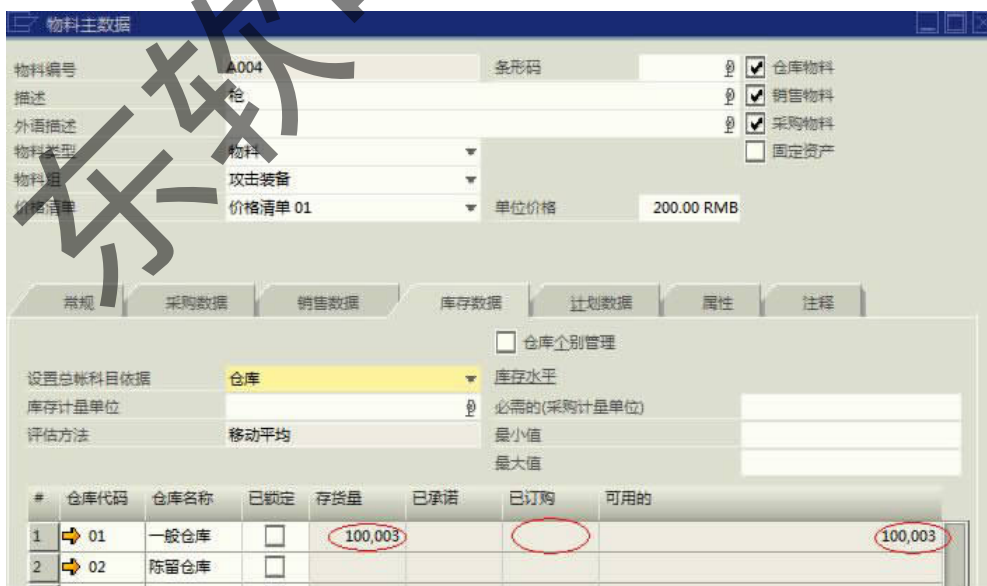 物料主数据
物料编号 A004 条形码 仓库物料
描述 枪 销售物料
外语描述 采购物料
物料类型 物料 固定资产
物料组 攻击装备
价格清单 价格清单 01 单位价格 200.00 RMB
常规 采购数据 销售数据 库存数据 计划数据 属性 注释
仓库个别管理
设置总帐科目依据 仓库 库存水平
库存计量单位 必需的(采购计量单位)
评估方法 移动平均 最小值
最大值
# 仓库代码 仓库名称 已锁定 存货量 已承诺 已订购 可用的
1 01 一般仓库 100,003 100,003
2 02 陈留仓库
东软